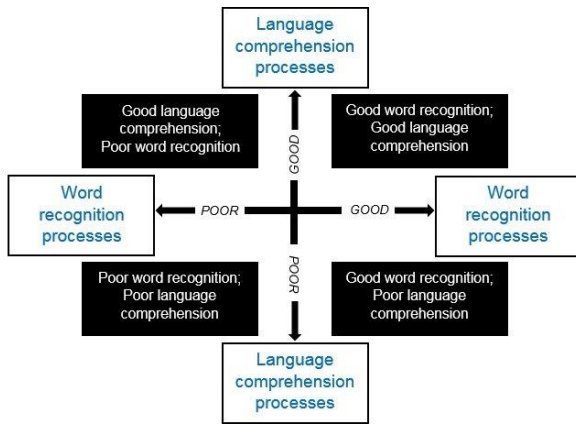 Language
comprehension
processes
Good language
comprehension;
Poor word recognition
GOOD
Good word recognition;
Good language
comprehension
Word
recognition
processes
POOR
GOOD
Word
recognition
processes
Poor word recognition;
Poor language
comprehension
POOR
Good word recognition;
Poor language
comprehension
Language
comprehension
processes